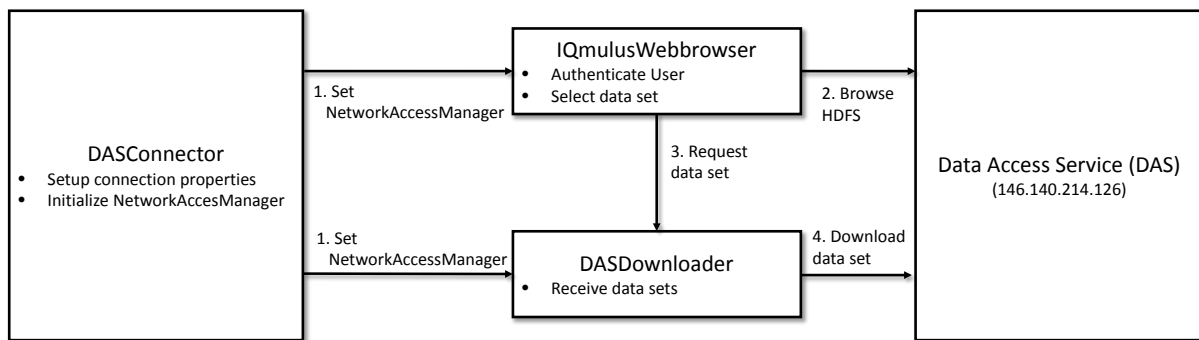 DASConnector
• Setup connection properties
• Initialize NetworkAccesManager
1. Set
NetworkAccessManager
1. Set
NetworkAccessManager
IQmulusWebbrowser
• Authenticate User
• Select data set
2. Browse
HDFS
3. Request
data set
DASDownloader
• Receive data sets
4. Download
data set
Data Access Service (DAS)
(146.140.214.126)